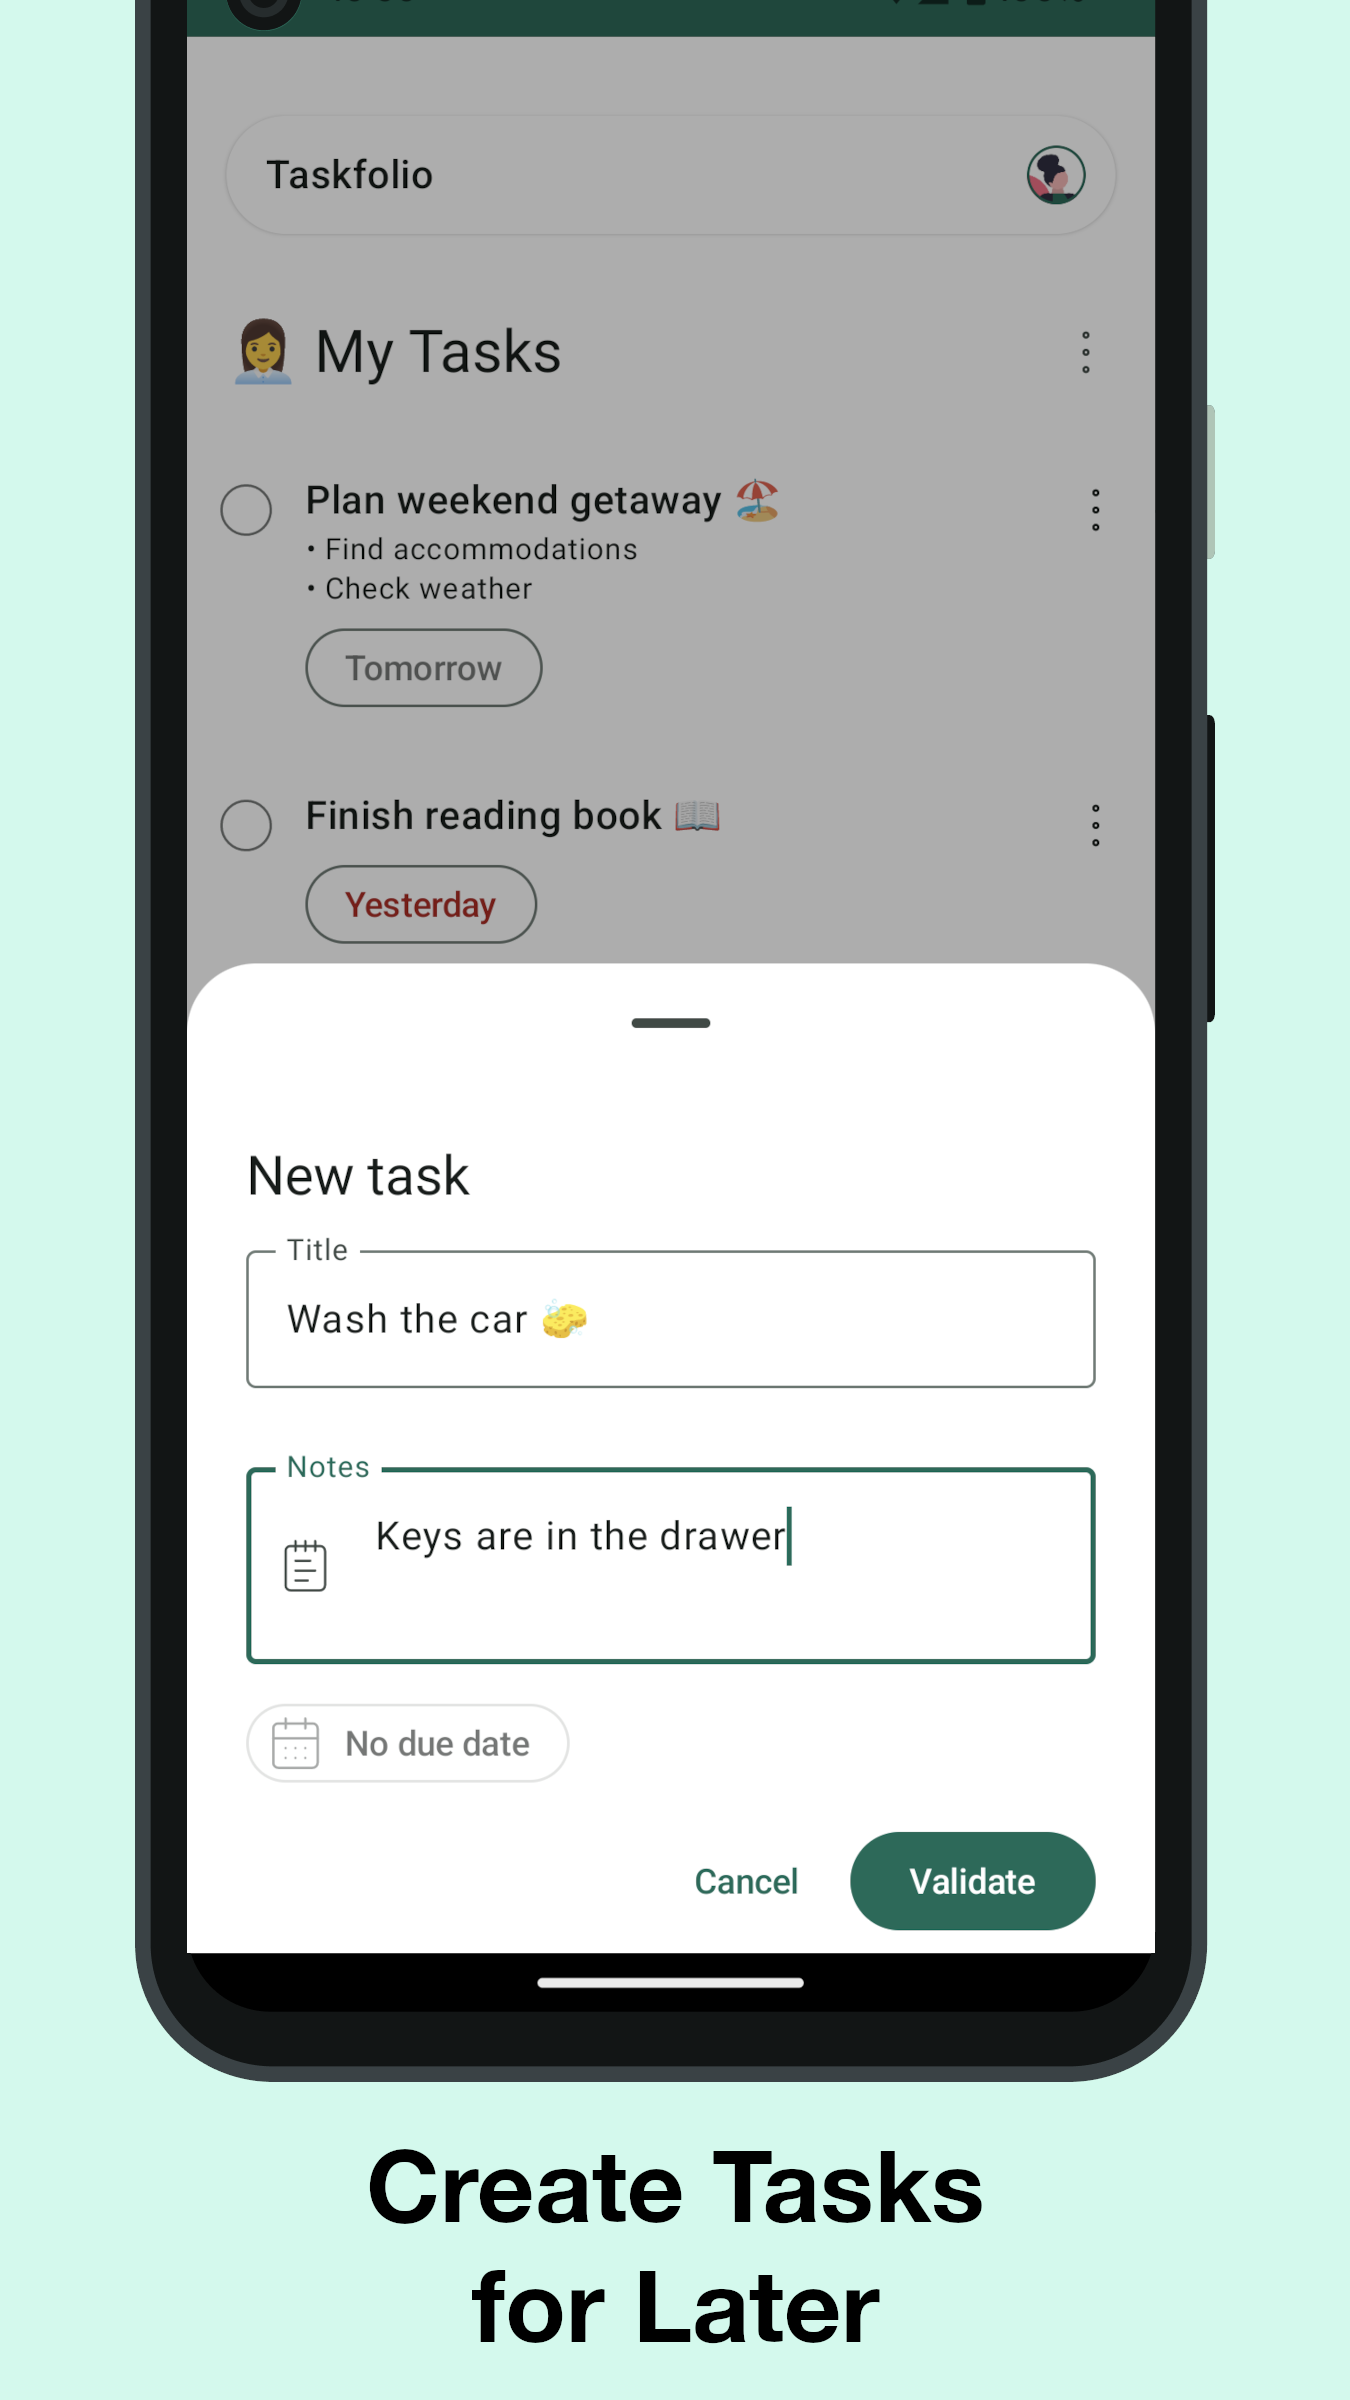 Taskfolio
👩‍💼 My Tasks
Plan weekend getaway 🏖️
• Find accommodations
• Check weather
Tomorrow
Finish reading book 📖
Yesterday
New task
Title
Wash the car 🧽
Notes
Keys are in the drawer
No due date
Cancel
Validate
Create Tasks
for Later